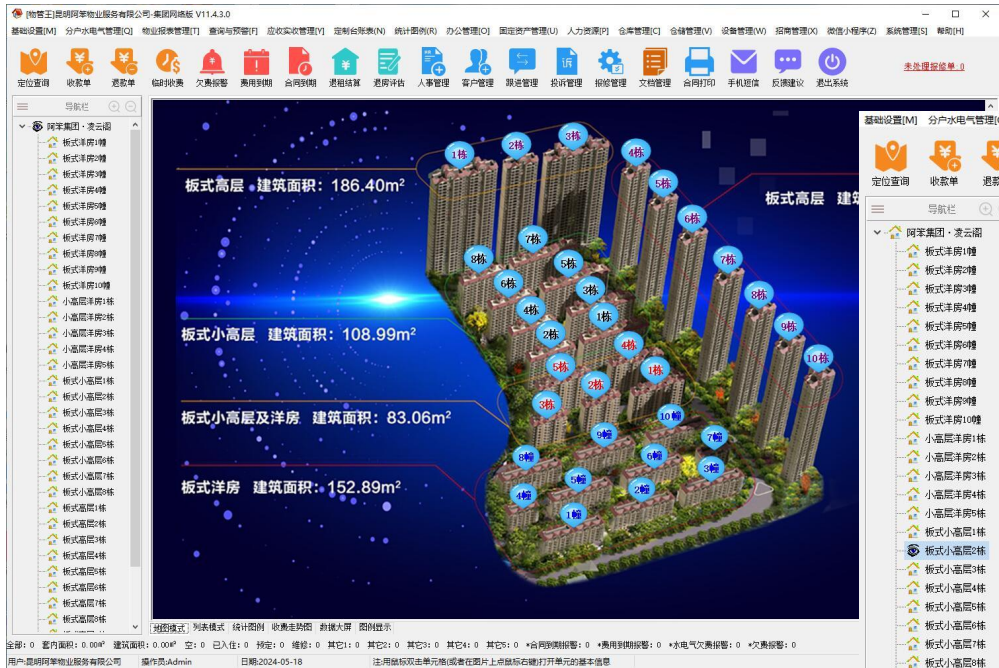 [物管王]昆明阿笨物业服务有限公司-集团网络版 V11.4.3.0
基础设置[M] 分户水电气管理[Q] 物业报表管理[T] 查询与预警[F] 应收实收管理[Y] 定制台账表(N) 统计图例(R) 办公管理[O] 固定资产管理(U) 人力资源[P] 仓库管理[C] 仓储管理(V) 设备管理(W) 招商管理(X) 微信小程序(Z) 系统管理[S] 帮助[H]
定位查询 收款单 退款单 临时收费 欠费报警 费用到期 合同到期 退租结算 退房评估 人事管理 客户管理 跟进管理 投诉管理 报修管理 文档管理 合同打印 手机短信 反馈建议 退出系统
未处理报修单:0
导航栏
阿笨集团·凌云阁
板式洋房1幢
板式洋房2幢
板式洋房3幢
板式洋房4幢
板式洋房5幢
板式洋房6幢
板式洋房7幢
板式洋房8幢
板式洋房9幢
板式洋房10幢
小高层洋房1栋
小高层洋房2栋
小高层洋房3栋
小高层洋房4栋
小高层洋房5栋
板式小高层1栋
板式小高层2栋
板式小高层3栋
板式小高层4栋
板式小高层5栋
板式小高层6栋
板式小高层7栋
板式小高层8栋
板式高层1栋
板式高层2栋
板式高层3栋
板式高层4栋
板式高层5栋
板式高层6栋
板式高层7栋
板式高层8栋
板式高层 建筑面积：186.40m²
板式小高层 建筑面积：108.99m²
板式小高层及洋房 建筑面积：83.06m²
板式洋房 建筑面积：152.89m²
板式高层 建筑
1栋
2栋
3栋
4栋
5栋
6栋
7栋
8栋
9栋
10栋
7栋
8栋
5栋
6栋
3栋
4栋
1栋
2栋
4栋
5栋
1栋
2栋
3栋
10幢
9幢
7幢
8幢
6幢
3幢
5幢
4幢
2幢
1幢
基础设置[M] 分户水电气管理[
定位查询 收款单 退款
导航栏
阿笨集团·凌云阁
板式洋房1幢
板式洋房2幢
板式洋房3幢
板式洋房4幢
板式洋房5幢
板式洋房6幢
板式洋房7幢
板式洋房8幢
板式洋房9幢
板式洋房10幢
小高层洋房1栋
小高层洋房2栋
小高层洋房3栋
小高层洋房4栋
小高层洋房5栋
板式小高层1栋
板式小高层2栋
板式小高层3栋
板式小高层4栋
板式小高层5栋
板式小高层6栋
板式小高层7栋
板式小高层8栋
地图模式 列表模式 统计图例 收费走势图 数据大屏 图例显示
全部：0 套内面积：0.00㎡ 建筑面积：0.00㎡ 空：0 已入住：0 预定：0 维修：0 其它1：0 其它2：0 其它3：0 其它4：0 其它5：0 *合同到期报警：0 *费用到期报警：0 *水电气欠费报警：0 *欠费报警：0
用户:昆明阿笨物业服务有限公司 操作员:Admin 日期:2024-05-18 注:用鼠标双击单元格(或者在图片上点鼠标右键)打开单元的基本信息